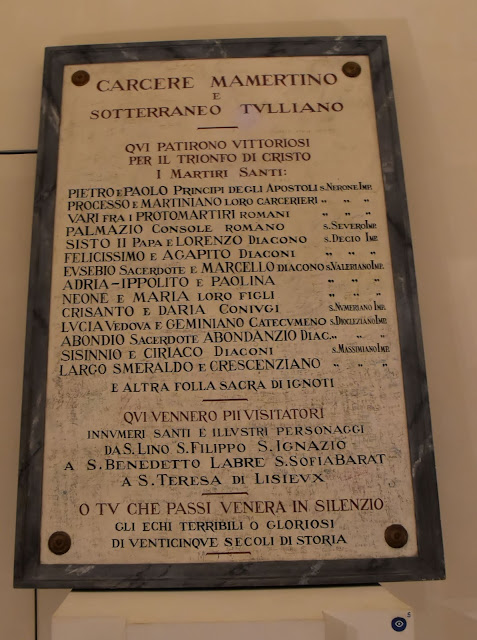 CARCERE MAMERTINO
E
SOTTERRANEO TVLLIANO
QVI PATIRONO VITTORIOSI
PER IL TRIONFO DI CRISTO
I MARTIRI SANTI:
PIETRO E PAOLO PRINCIPI DEGLI APOSTOLI S. NERONE IMP.
PROCESSO E MARTINIANO LORO CARCERIERI " " "
VARI FRA I PROTOMARTIRI ROMANI " " "
PALMAZIO CONSOLE ROMANO S. SEVERO IMP.
SISTO II PAPA E LORENZO DIACONO S. DECIO IMP.
FELICISSIMO E AGAPITO DIACONI " " "
EVSEBIO SACERDOTE E MARCELLO DIACONO S. VALERIANO IMP.
ADRIA-IPPOLITO E PAOLINA " " "
NEONE E MARIA LORO FIGLI " " "
CRISANTO E DARIA CONIVGI S. NVMERIANO IMP.
LVCIA VEDOVA E GEMINIANO CATECVMENO S. DIOCLEZIANO IMP.
ABONDIO SACERDOTE ABONDANZIO DIAC. " " "
SISINNIO E CIRIACO DIACONI S. MASSIMIANO IMP.
LARGO SMERALDO E CRESCENZIANO " " "
E ALTRA FOLLA SACRA DI IGNOTI
QVI VENNERO PII VISITATORI
INNVMERI SANTI E ILLVSTRI PERSONAGGI
DA S. LINO S. FILIPPO S. IGNAZIO
A S. BENEDETTO LABRE S. SOFIA BARAT
A S. TERESA DI LISIEVX
O TV CHE PASSI VENERA IN SILENZIO
GLI ECHI TERRIBILI O GLORIOSI
DI VENTICINQVE SECOLI DI STORIA
5